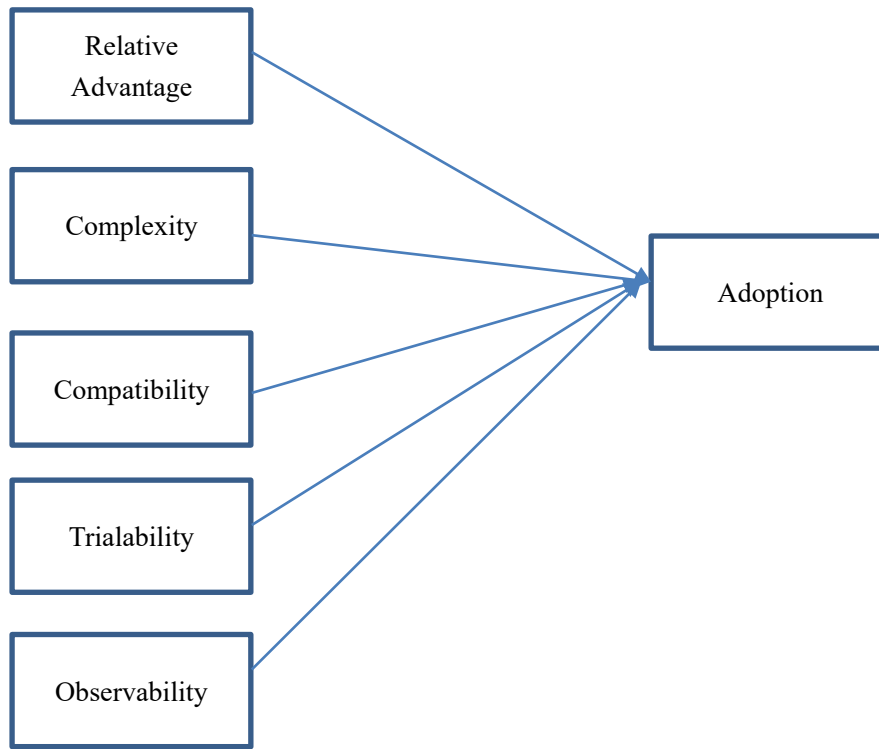 Relative
Advantage
Complexity
Adoption
Compatibility
Trialability
Observability